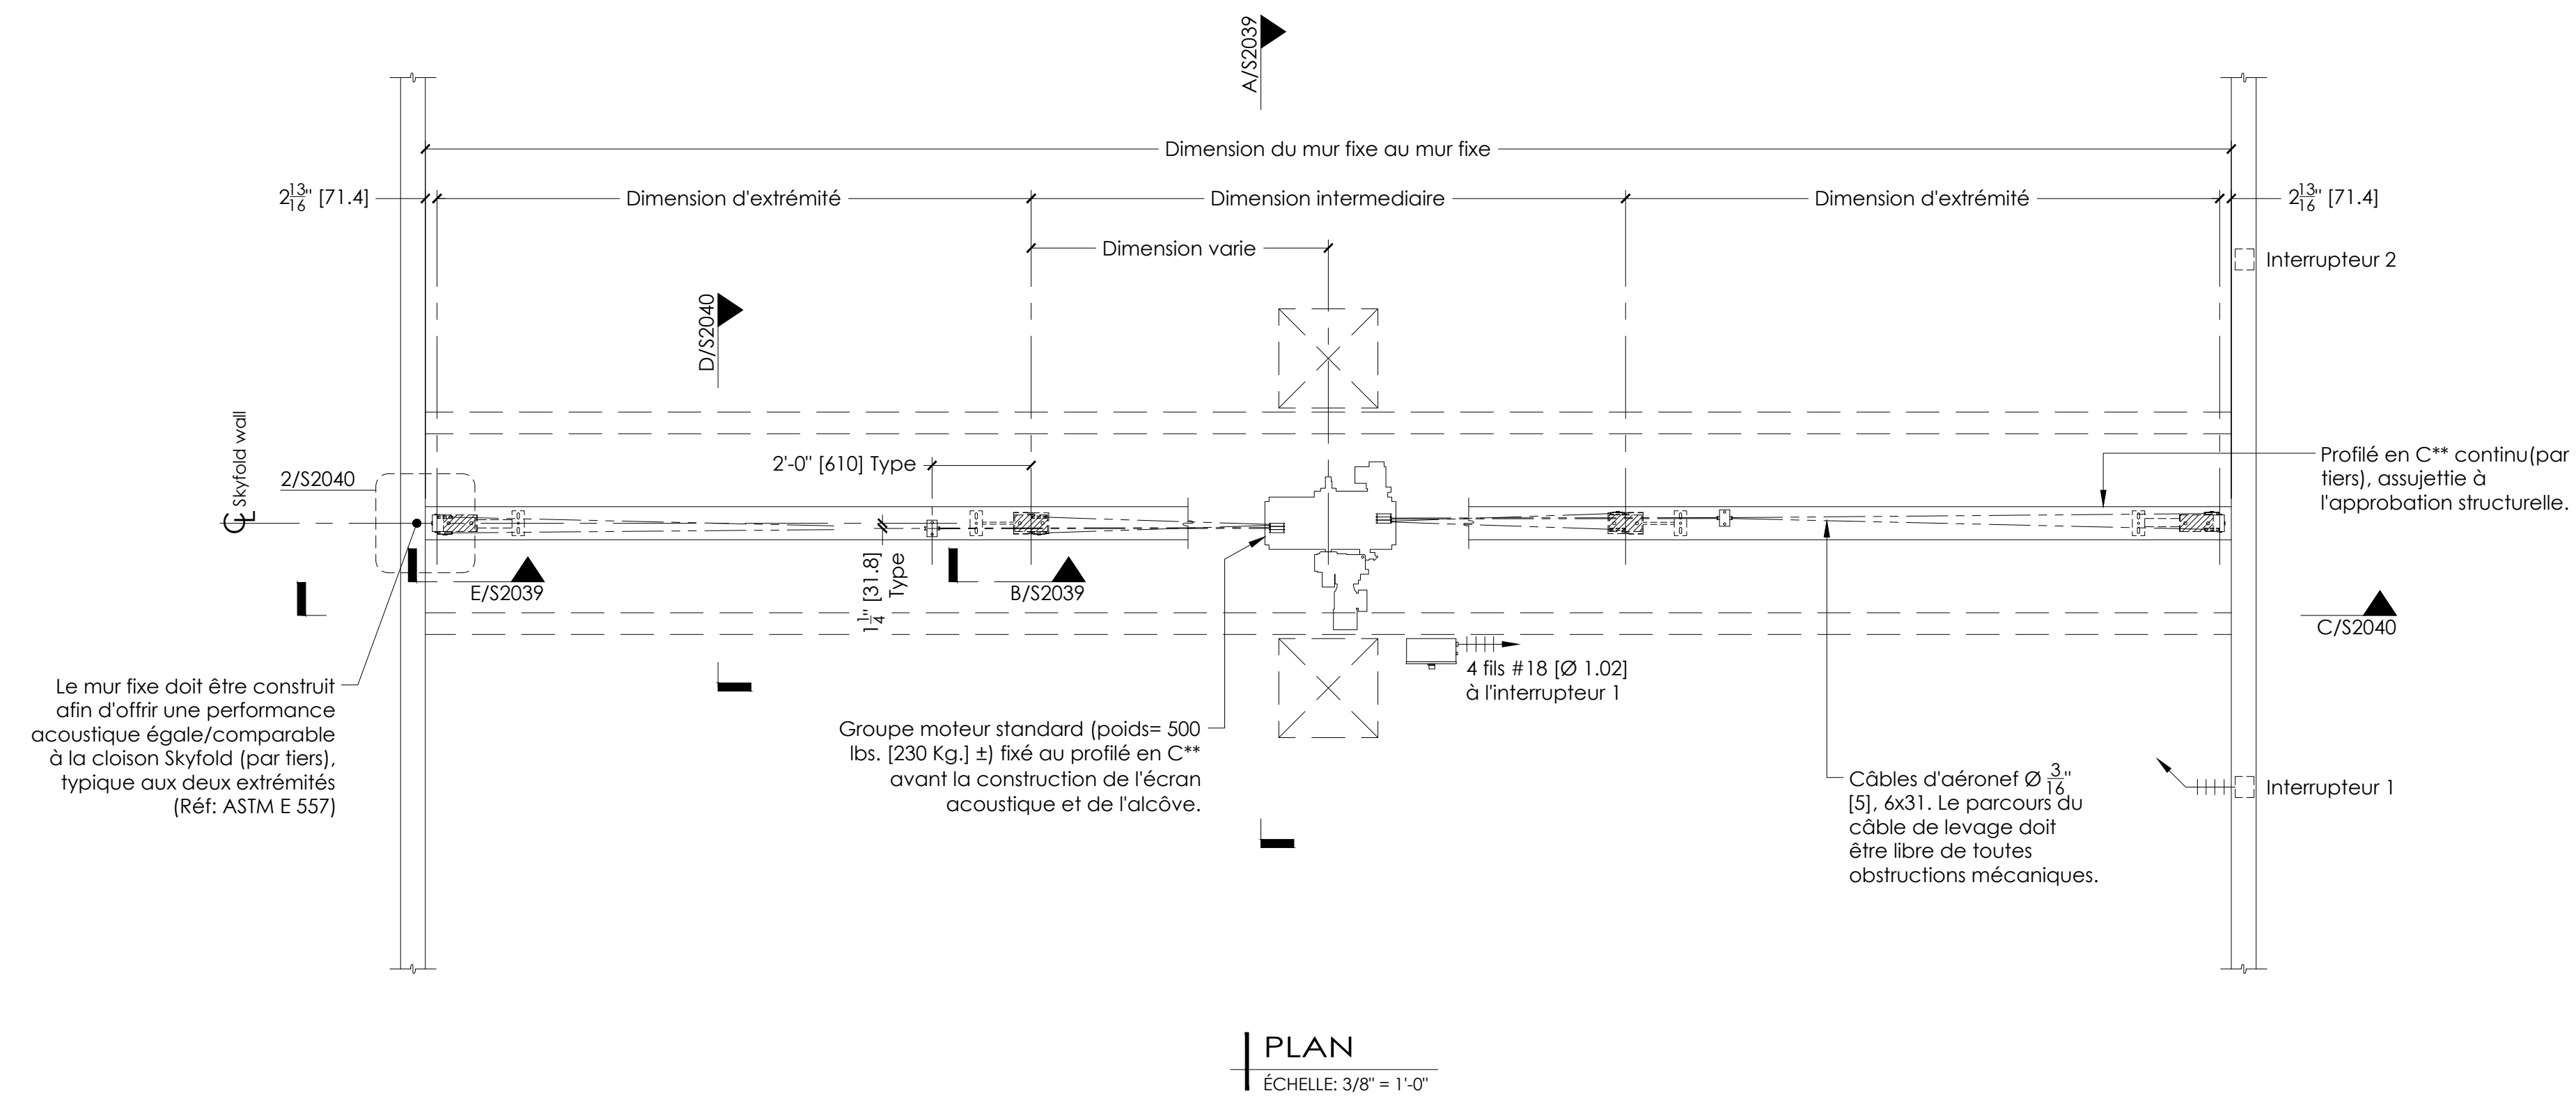 A/S2039
Dimension du mur fixe au mur fixe
2 13/16" [71.4]
Dimension d'extrémité
Dimension intermediaire
Dimension d'extrémité
2 13/16" [71.4]
Dimension varie
Interrupteur 2
D/S2040
℄ Skyfold wall
2/S2040
2'-0" [610] Type
Profilé en C** continu(par
tiers), assujettie à
l'approbation structurelle.
1 1/4" [31.8]
Type
E/S2039
B/S2039
C/S2040
4 fils #18 [Ø 1.02]
à l'interrupteur 1
Le mur fixe doit être construit
afin d'offrir une performance
acoustique égale/comparable
à la cloison Skyfold (par tiers),
typique aux deux extrémités
(Réf: ASTM E 557)
Groupe moteur standard (poids= 500
lbs. [230 Kg.] ±) fixé au profilé en C**
avant la construction de l'écran
acoustique et de l'alcôve.
Câbles d'aéronef Ø 3/16"
[5], 6x31. Le parcours du
câble de levage doit
être libre de toutes
obstructions mécaniques.
Interrupteur 1
PLAN
ÉCHELLE: 3/8" = 1'-0"